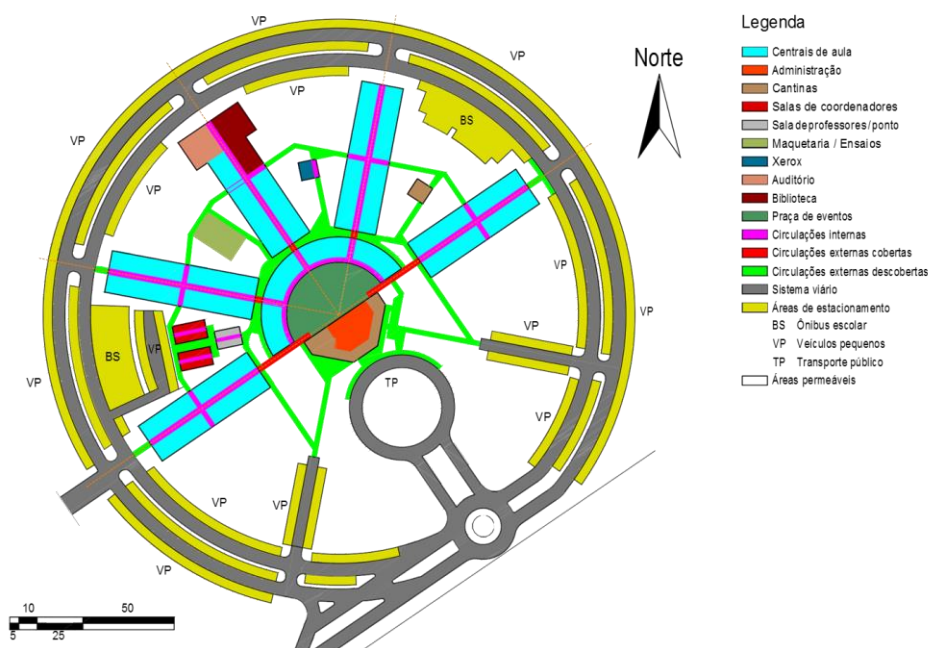 Legenda
Centrais de aula
Administração
Cantinas
Salas de coordenadores
Sala de professores/ponto
Maquetaria / Ensaios
Xerox
Auditório
Biblioteca
Praça de eventos
Circulações internas
Circulações externas cobertas
Circulações externas descobertas
Sistema viário
Áreas de estacionamento
BS Ônibus escolar
VP Veículos pequenos
TP Transporte público
Áreas permeáveis
Norte
VP
VP
VP
VP
VP
BS
VP
VP
VP
VP
VP
VP
BS
VP
VP
VP
TP
VP
VP
VP
10 50
5 25